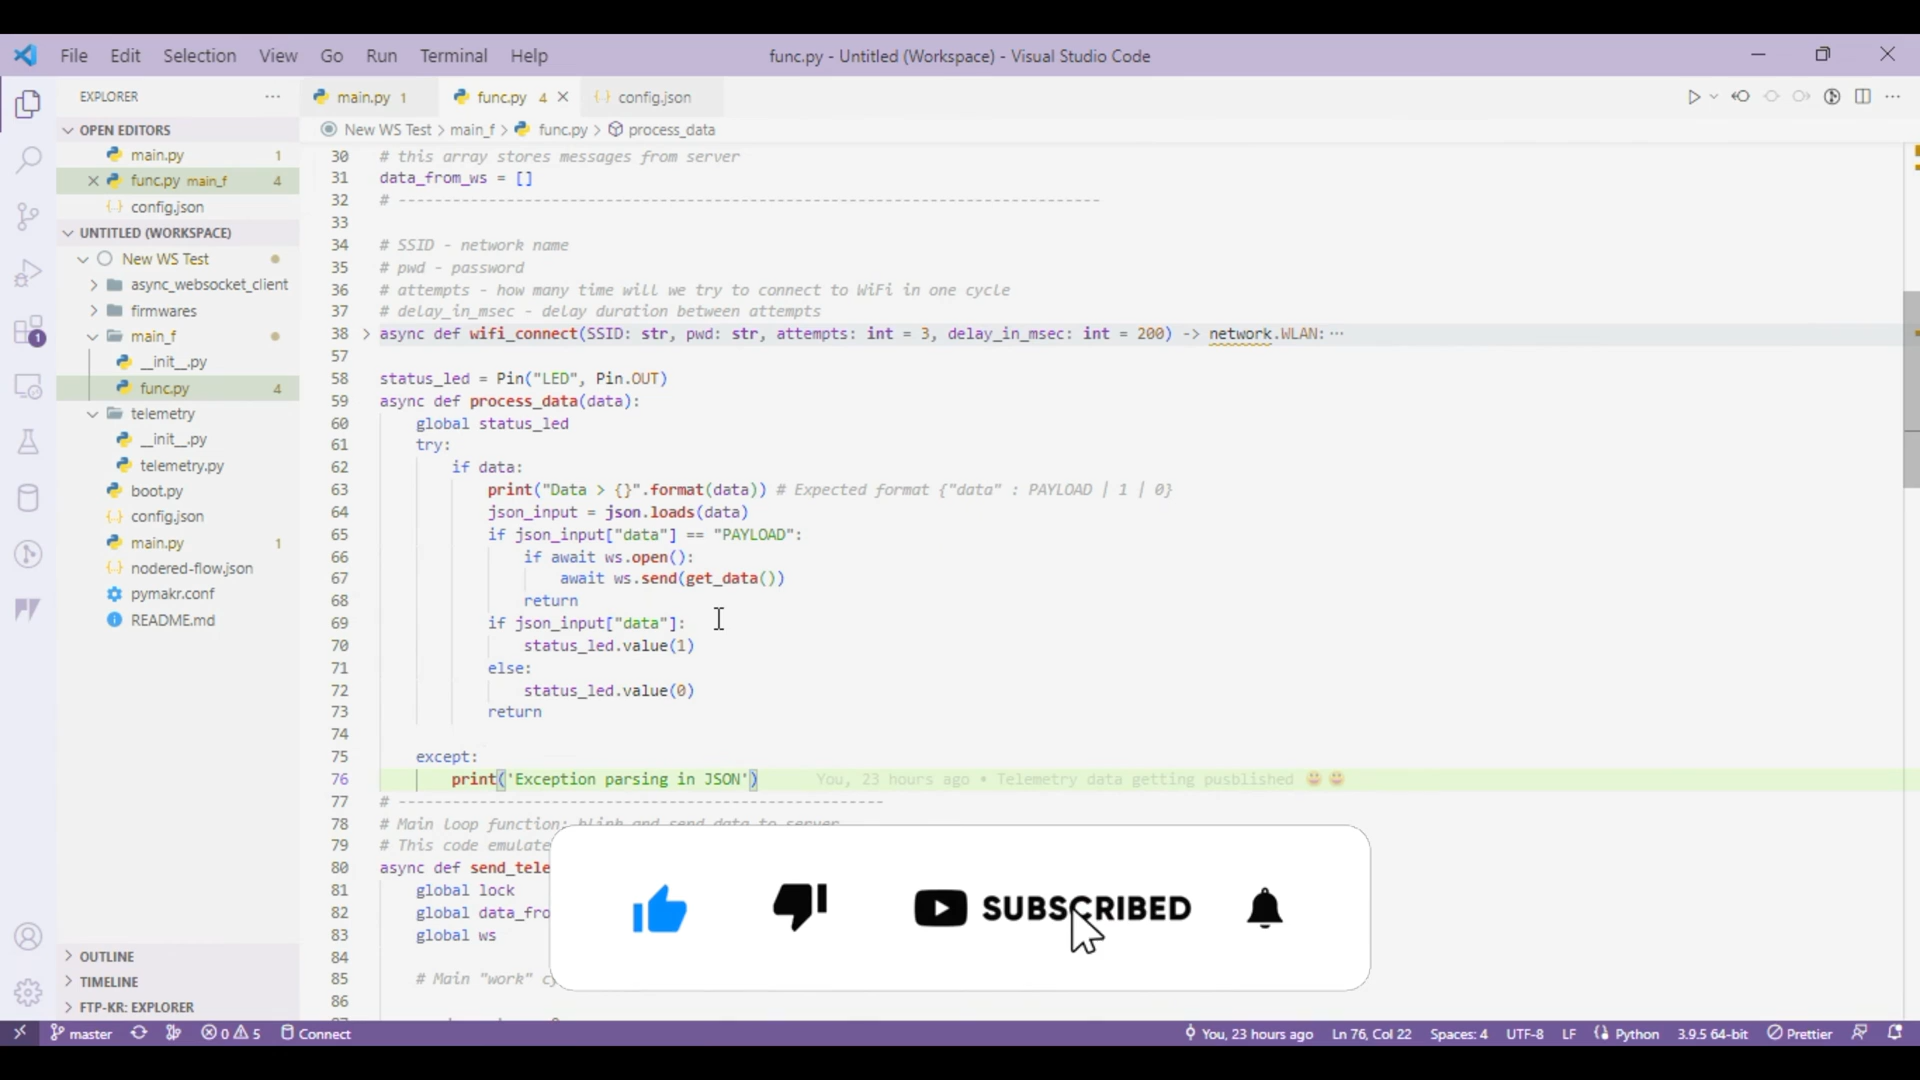 File Edit Selection View Go Run Terminal Help
func.py - Untitled (Workspace) - Visual Studio Code
EXPLORER
OPEN EDITORS
main.py 1
func.py main_f 4
config.json
UNTITLED (WORKSPACE)
New WS Test
async_websocket_client
firmwares
main_f
__init__.py
func.py 4
telemetry
__init__.py
telemetry.py
boot.py
config.json
main.py 1
nodered-flow.json
pymakr.conf
README.md
OUTLINE
TIMELINE
FTP-KR: EXPLORER
1
main.py 1 func.py 4 config.json
New WS Test > main_f > func.py > process_data
30 # this array stores messages from server
31 data_from_ws = []
32 # ------------------------------------------------------------------------------
33
34 # SSID - network name
35 # pwd - password
36 # attempts - how many time will we try to connect to WiFi in one cycle
37 # delay_in_msec - delay duration between attempts
38 async def wifi_connect(SSID: str, pwd: str, attempts: int = 3, delay_in_msec: int = 200) -> network.WLAN:···
57
58 status_led = Pin("LED", Pin.OUT)
59 async def process_data(data):
60 global status_led
61 try:
62 if data:
63 print("Data > {}".format(data)) # Expected format {"data" : PAYLOAD | 1 | 0}
64 json_input = json.loads(data)
65 if json_input["data"] == "PAYLOAD":
66 if await ws.open():
67 await ws.send(get_data())
68 return
69 if json_input["data"]:
70 status_led.value(1)
71 else:
72 status_led.value(0)
73 return
74
75 except:
76 print('Exception parsing in JSON') You, 23 hours ago • Telemetry data getting pusblished 😃 😃
77 # ------------------------------------------------------
78 # Main loop function: blink and send data to server
79 # This code emulate
80 async def send_tele
81 global lock
82 global data_fro
83 global ws
84
85 # Main "work" cy
86
SUBSCRIBED
master 0 5 Connect You, 23 hours ago Ln 76, Col 22 Spaces: 4 UTF-8 LF Python 3.9.5 64-bit Prettier